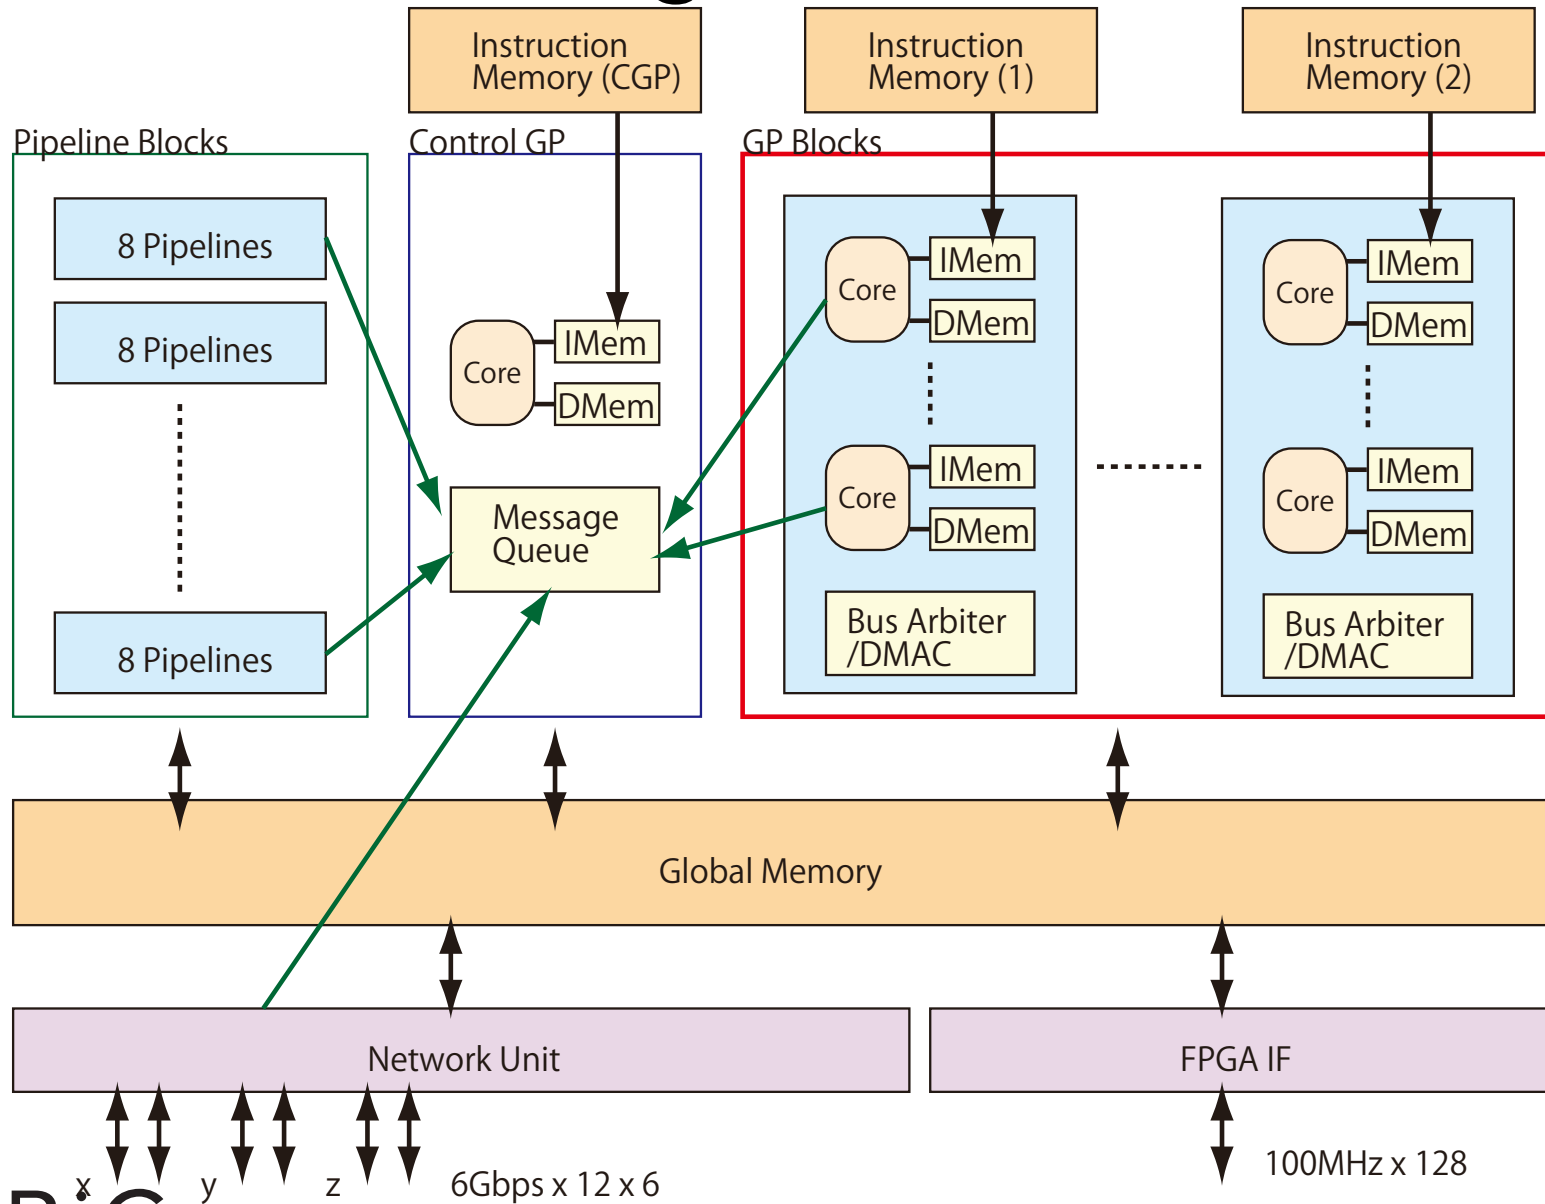 Instruction
Memory (CGP)
Instruction
Memory (1)
Instruction
Memory (2)
Pipeline Blocks
Control GP
GP Blocks
8 Pipelines
8 Pipelines
8 Pipelines
Core
IMem
DMem
Message
Queue
Core
IMem
DMem
Core
IMem
DMem
Bus Arbiter
/DMAC
Core
IMem
DMem
Core
IMem
DMem
Bus Arbiter
/DMAC
Global Memory
Network Unit
FPGA IF
x
y
z
6Gbps x 12 x 6
100MHz x 128